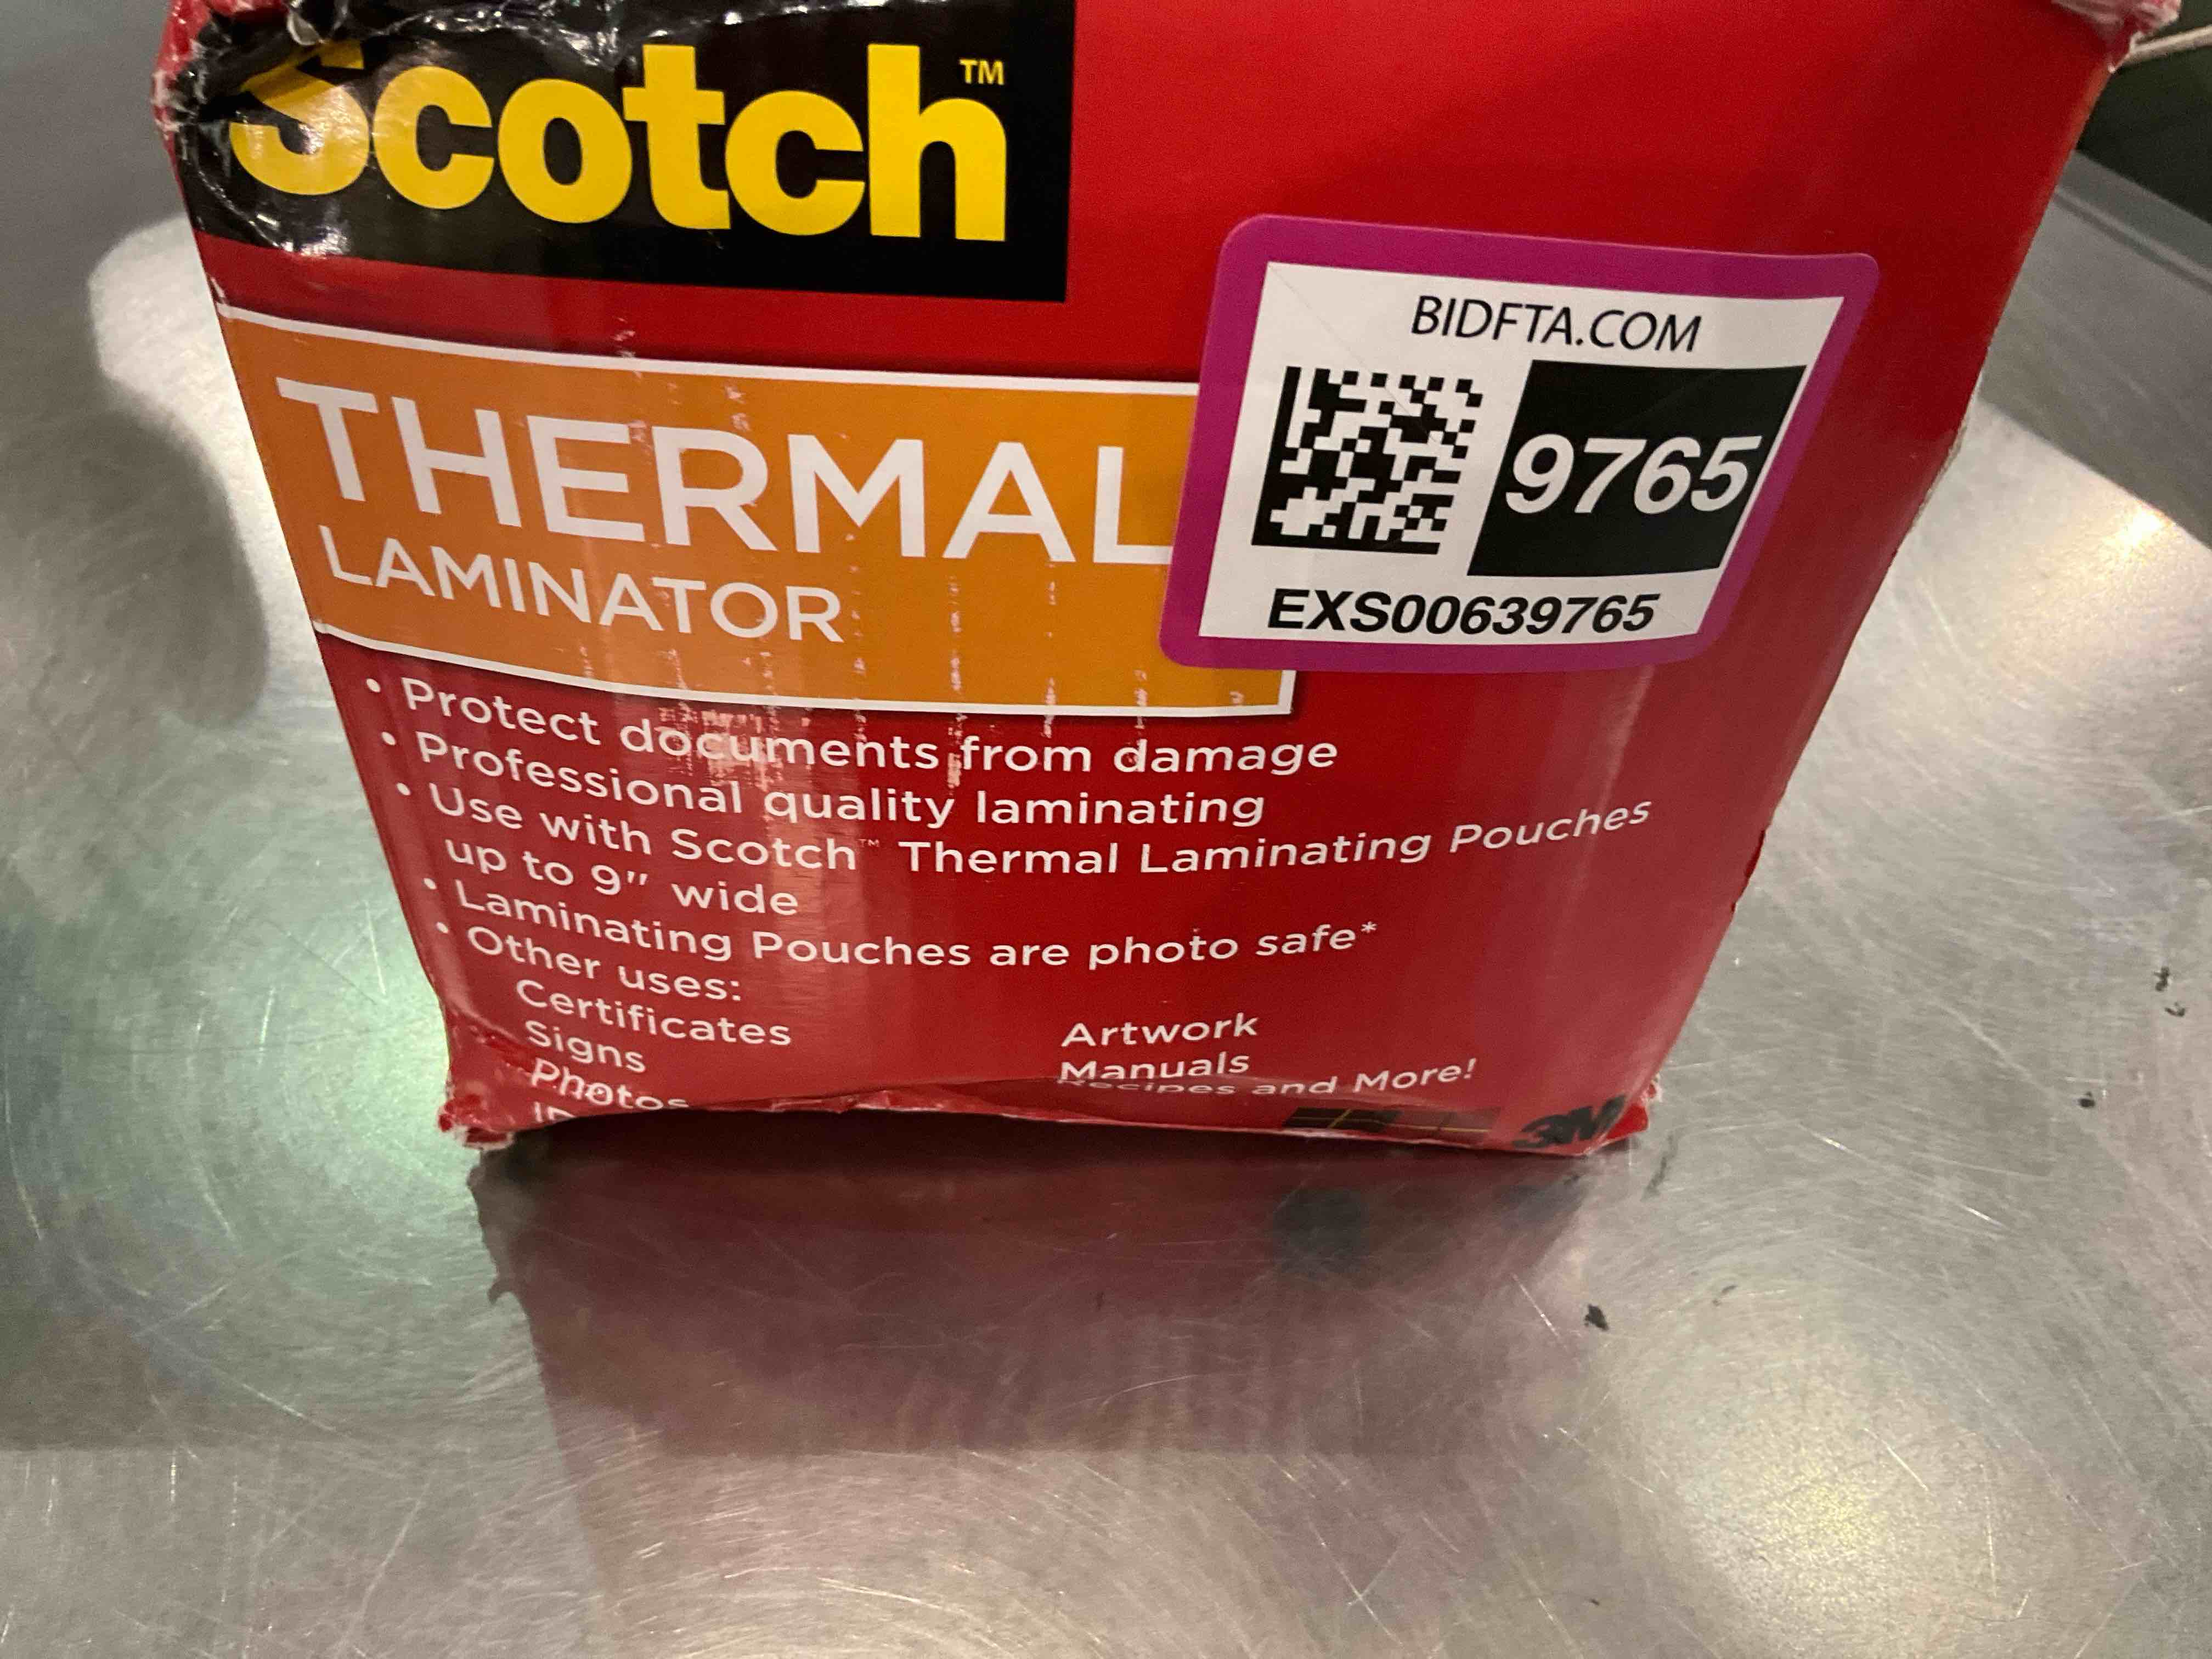 Scotch™
THERMAL
LAMINATOR
BIDFTA.COM
9765
EXS00639765
• Protect documents from damage
• Professional quality laminating
• Use with Scotch™ Thermal Laminating Pouches
up to 9" wide
• Laminating Pouches are photo safe*
• Other uses:
Certificates
Signs
Photos
Artwork
Manuals
Recipes and More!
3M